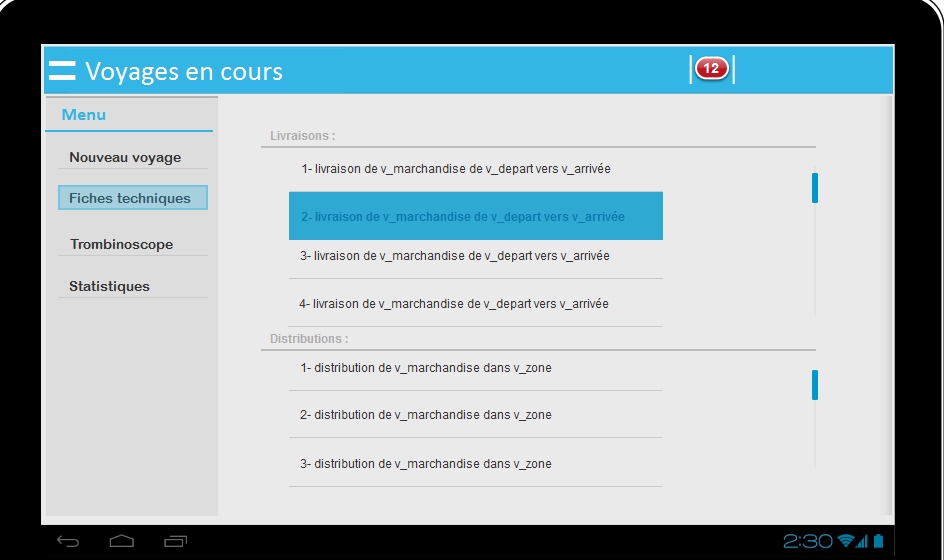 Voyages en cours
12
Menu
Nouveau voyage
Fiches techniques
Trombinoscope
Statistiques
Livraisons :
1- livraison de v_marchandise de v_depart vers v_arrivée
2- livraison de v_marchandise de v_depart vers v_arrivée
3- livraison de v_marchandise de v_depart vers v_arrivée
4- livraison de v_marchandise de v_depart vers v_arrivée
Distributions :
1- distribution de v_marchandise dans v_zone
2- distribution de v_marchandise dans v_zone
3- distribution de v_marchandise dans v_zone
2:30